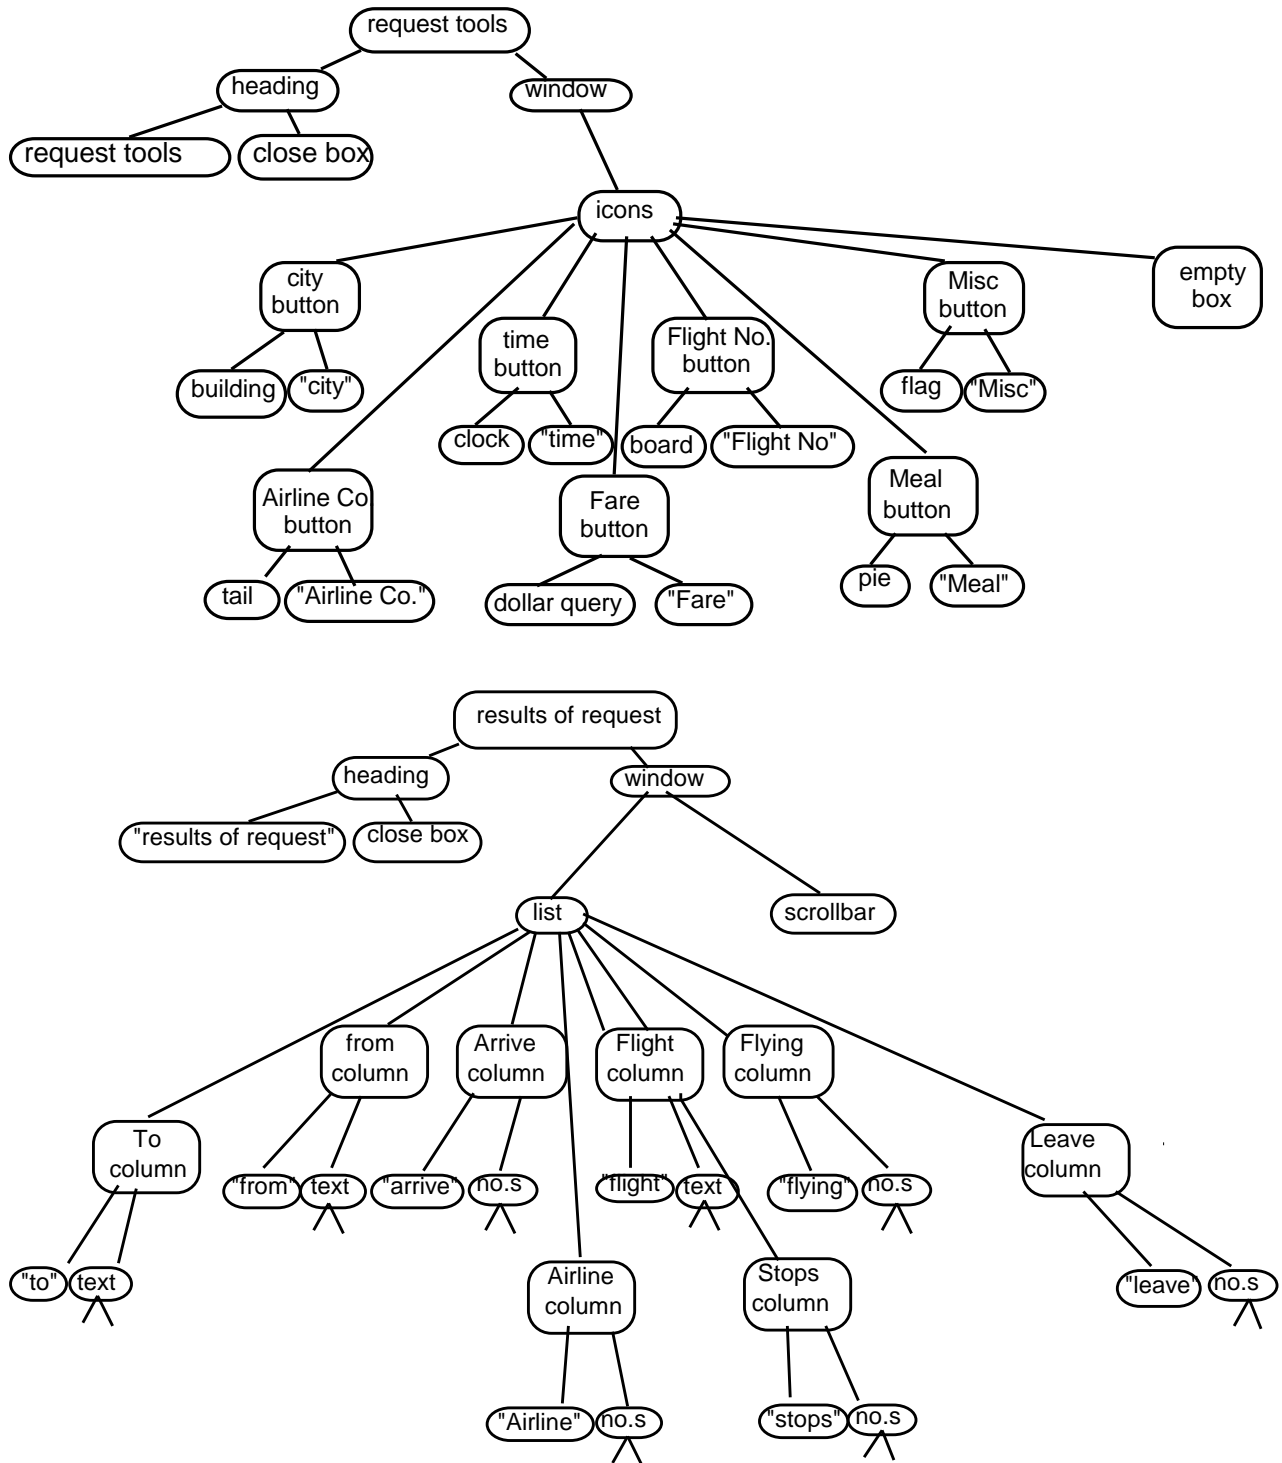 request tools
heading
window
request tools
close box
icons
city
button
Misc
button
empty
box
time
button
Flight No.
button
building
"city"
flag
"Misc"
clock
"time"
board
"Flight No"
Airline Co.
button
Fare
button
Meal
button
tail
"Airline Co."
dollar query
"Fare"
pie
"Meal"
results of request
heading
window
"results of request"
close box
list
scrollbar
from
column
Arrive
column
Flight
column
Flying
column
To
column
Leave
column
"from"
text
"arrive"
no.s
"flight"
text
"flying"
no.s
"to"
text
Airline
column
Stops
column
"leave"
no.s
"Airline"
no.s
"stops"
no.s